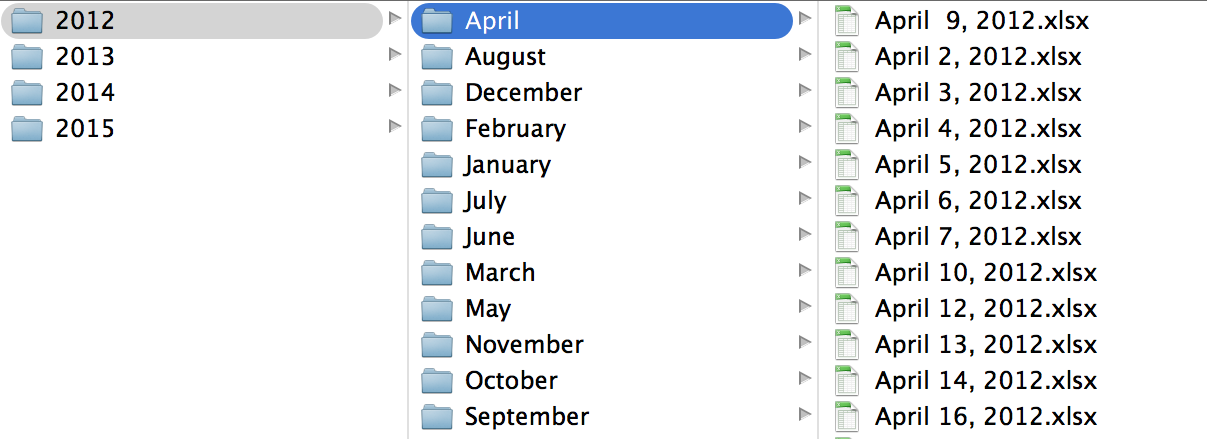 2012
2013
2014
2015
April
August
December
February
January
July
June
March
May
November
October
September
April  9, 2012.xlsx
April 2, 2012.xlsx
April 3, 2012.xlsx
April 4, 2012.xlsx
April 5, 2012.xlsx
April 6, 2012.xlsx
April 7, 2012.xlsx
April 10, 2012.xlsx
April 12, 2012.xlsx
April 13, 2012.xlsx
April 14, 2012.xlsx
April 16, 2012.xlsx